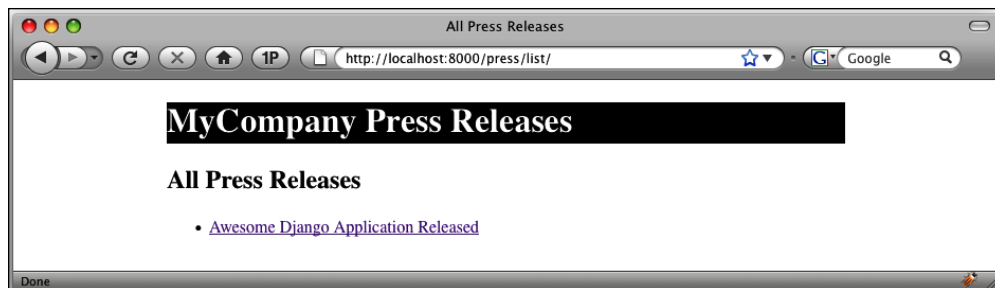 All Press Releases
1P
http://localhost:8000/press/list/
G
Google
MyCompany Press Releases
All Press Releases
• Awesome Django Application Released
Done